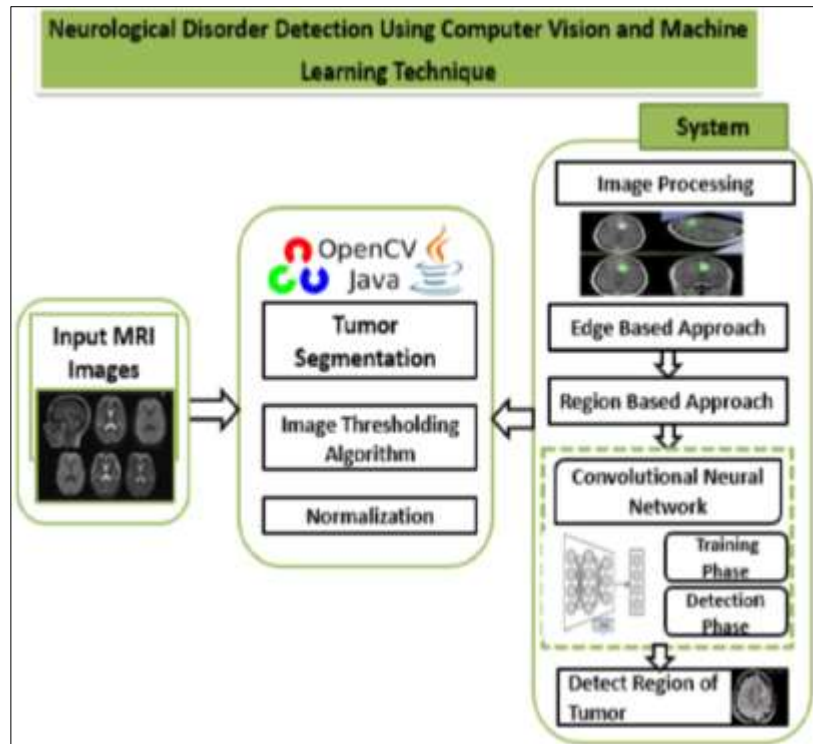 Neurological Disorder Detection Using Computer Vision and Machine
Learning Technique
System
Image Processing
Edge Based Approach
Region Based Approach
Convolutional Neural
Network
Training
Phase
Detection
Phase
Detect Region of
Tumor
OpenCV
Java
Tumor
Segmentation
Image Thresholding
Algorithm
Normalization
Input MRI
Images